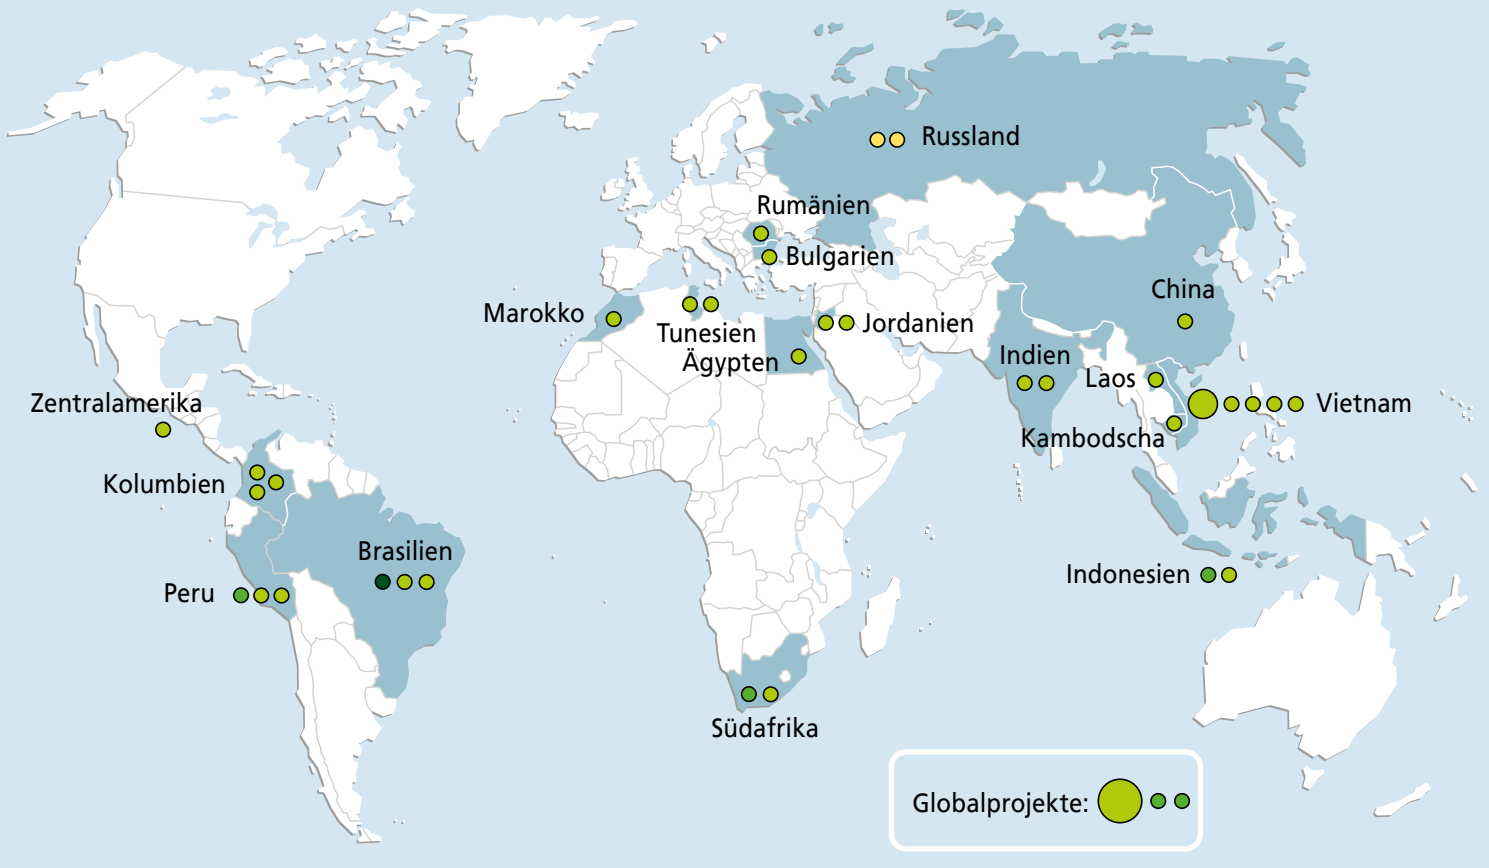 Russland
Rumänien
Bulgarien
China
Marokko
Tunesien
Jordanien
Ägypten
Indien
Laos
Zentralamerika
Vietnam
Kambodscha
Kolumbien
Brasilien
Indonesien
Peru
Südafrika
Globalprojekte: